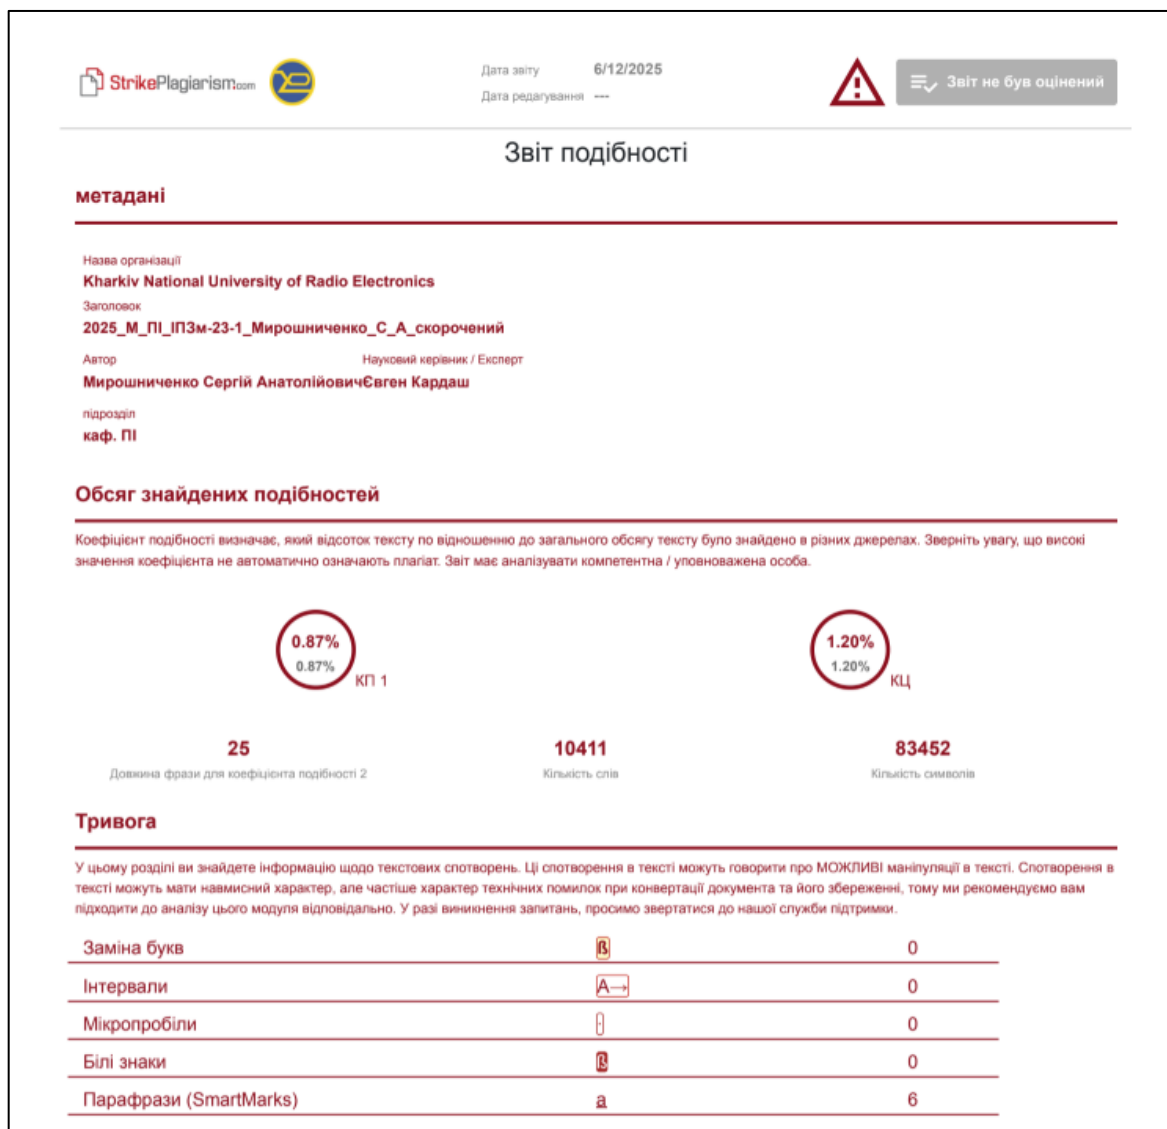 StrikePlagiarism.com
Дата звіту 6/12/2025
Дата редагування ---
Звіт не був оцінений
Звіт подібності
метадані
Назва організації
Kharkiv National University of Radio Electronics
Заголовок
2025_М_ПІ_ІПЗм-23-1_Мирошниченко_С_А_скорочений
Автор Науковий керівник / Експерт
Мирошниченко Сергій АнатолійовичЄвген Кардаш
підрозділ
каф. ПІ
Обсяг знайдених подібностей
Коефіцієнт подібності визначає, який відсоток тексту по відношенню до загального обсягу тексту було знайдено в різних джерелах. Зверніть увагу, що високі
значення коефіцієнта не автоматично означають плагіат. Звіт має аналізувати компетентна / уповноважена особа.
0.87% 1.20%
0.87% 1.20%
КП 1 КЦ
25 10411 83452
Довжина фрази для коефіцієнта подібності 2 Кількість слів Кількість символів
Тривога
У цьому розділі ви знайдете інформацію щодо текстових спотворень. Ці спотворення в тексті можуть говорити про МОЖЛИВІ маніпуляції в тексті. Спотворення в
тексті можуть мати навмисний характер, але частіше характер технічних помилок при конвертації документа та його збереженні, тому ми рекомендуємо вам
підходити до аналізу цього модуля відповідально. У разі виникнення запитань, просимо звертатися до нашої служби підтримки.
Заміна букв ß 0
Інтервали A→ 0
Мікропробіли · 0
Білі знаки ß 0
Парафрази (SmartMarks) a 6